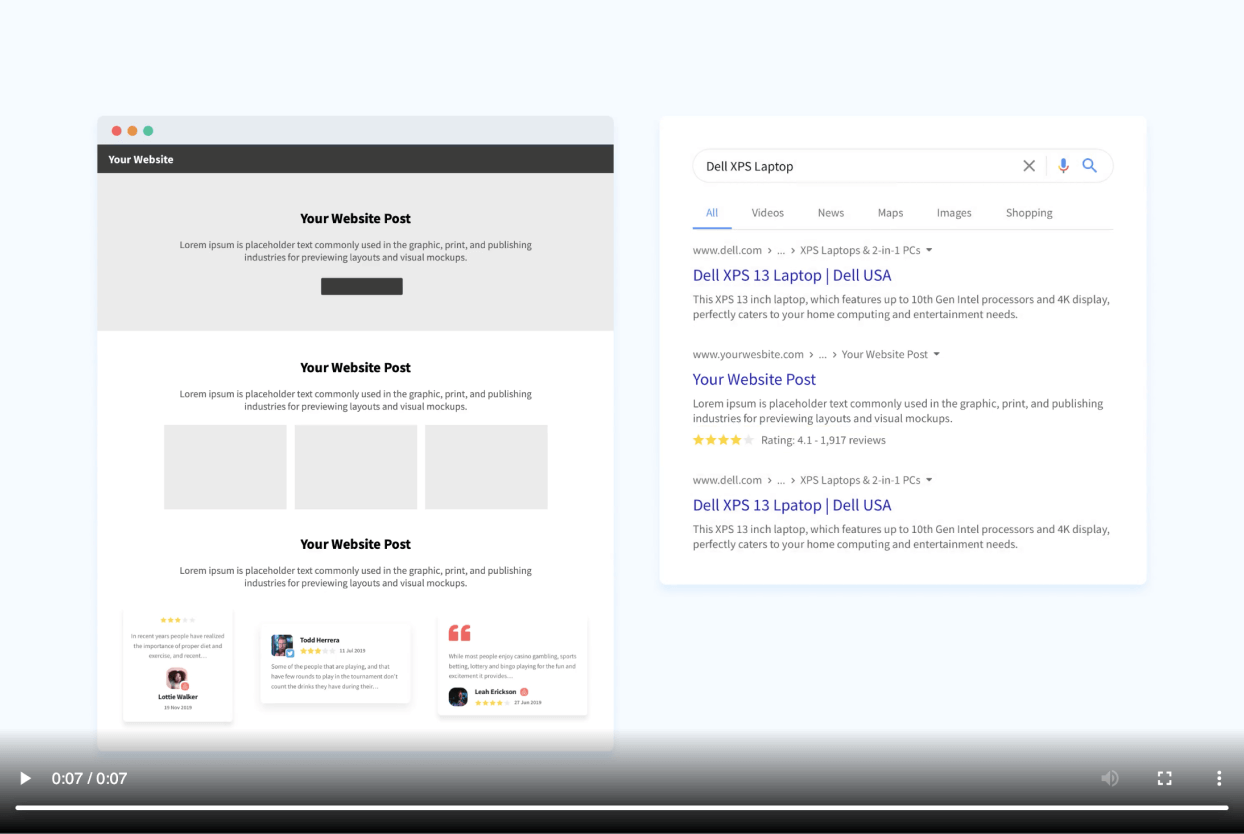 Your Website
Your Website Post
Lorem ipsum is placeholder text commonly used in the graphic, print, and publishing
industries for previewing layouts and visual mockups.
Your Website Post
Lorem ipsum is placeholder text commonly used in the graphic, print, and publishing
industries for previewing layouts and visual mockups.
Your Website Post
Lorem ipsum is placeholder text commonly used in the graphic, print, and publishing
industries for previewing layouts and visual mockups.
In recent years people have realized
the importance of proper diet and
exercise, and recent...
Lottie Walker
19 Nov 2019
Todd Herrera
11 Jul 2019
Some of the people that are playing, and that
have few rounds to play in the tournament don't
count the drinks they have during their...
While most people enjoy casino gambling, sports
betting, lottery and bingo playing for the fun and
excitement it provides...
Leah Erickson
27 Jun 2019
Dell XPS Laptop
All Videos News Maps Images Shopping
www.dell.com › ... › XPS Laptops & 2-in-1 PCs
Dell XPS 13 Laptop | Dell USA
This XPS 13 inch laptop, which features up to 10th Gen Intel processors and 4K display,
perfectly caters to your home computing and entertainment needs.
www.yourwesbite.com › ... › Your Website Post
Your Website Post
Lorem ipsum is placeholder text commonly used in the graphic, print, and publishing
industries for previewing layouts and visual mockups.
Rating: 4.1 - 1,917 reviews
www.dell.com › ... › XPS Laptops & 2-in-1 PCs
Dell XPS 13 Lpatop | Dell USA
This XPS 13 inch laptop, which features up to 10th Gen Intel processors and 4K display,
perfectly caters to your home computing and entertainment needs.
0:07 / 0:07